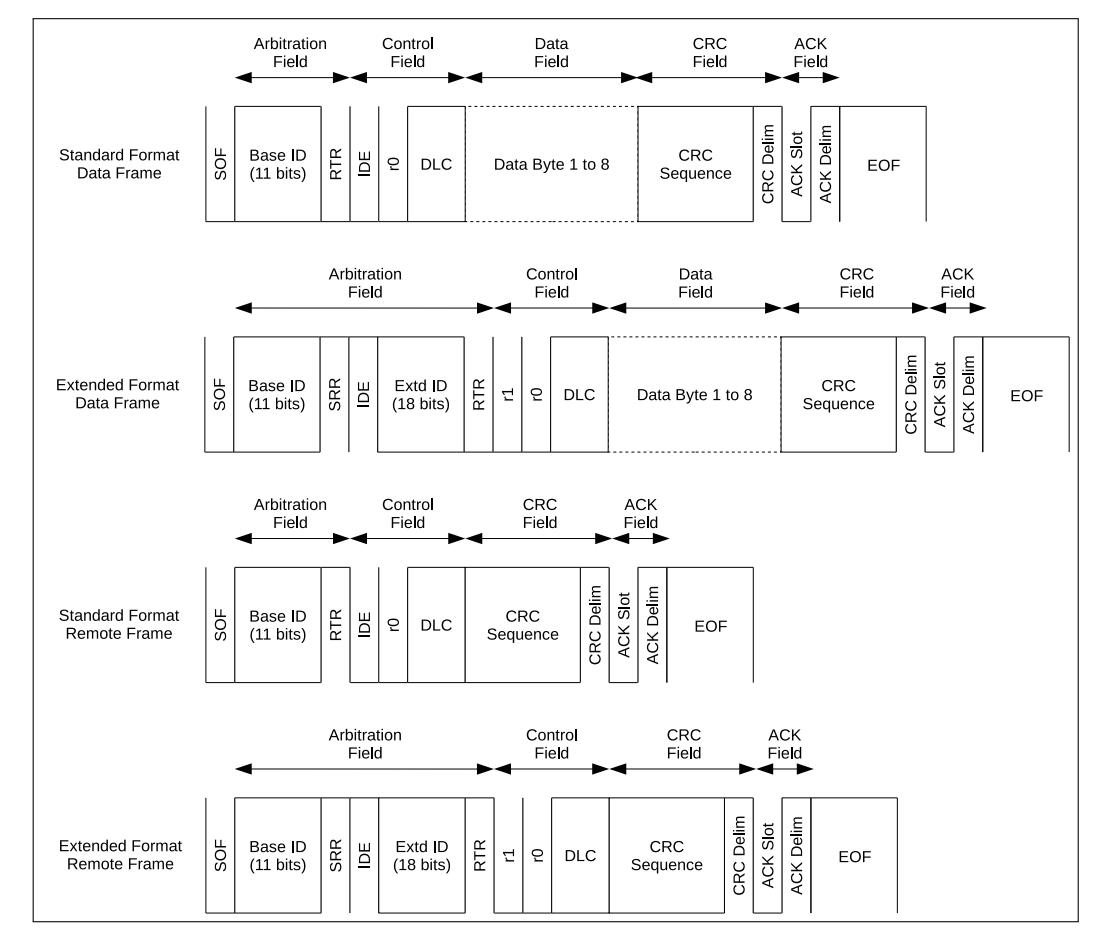 Arbitration Field
Control Field
Data Field
CRC Field
ACK Field
Standard Format
Data Frame
SOF
Base ID
(11 bits)
RTR
IDE
r0
DLC
Data Byte 1 to 8
CRC
Sequence
CRC Delim
ACK Slot
ACK Delim
EOF
Arbitration
Field
Control
Field
Data
Field
CRC
Field
ACK
Field
Extended Format
Data Frame
SOF
Base ID
(11 bits)
SRR
IDE
Extd ID
(18 bits)
RTR
r1
r0
DLC
Data Byte 1 to 8
CRC
Sequence
CRC Delim
ACK Slot
ACK Delim
EOF
Arbitration
Field
Control
Field
CRC
Field
ACK
Field
Standard Format
Remote Frame
SOF
Base ID
(11 bits)
RTR
IDE
r0
DLC
CRC
Sequence
CRC Delim
ACK Slot
ACK Delim
EOF
Arbitration
Field
Control
Field
CRC
Field
ACK
Field
Extended Format
Remote Frame
SOF
Base ID
(11 bits)
SRR
IDE
Extd ID
(18 bits)
RTR
r1
r0
DLC
CRC
Sequence
CRC Delim
ACK Slot
ACK Delim
EOF